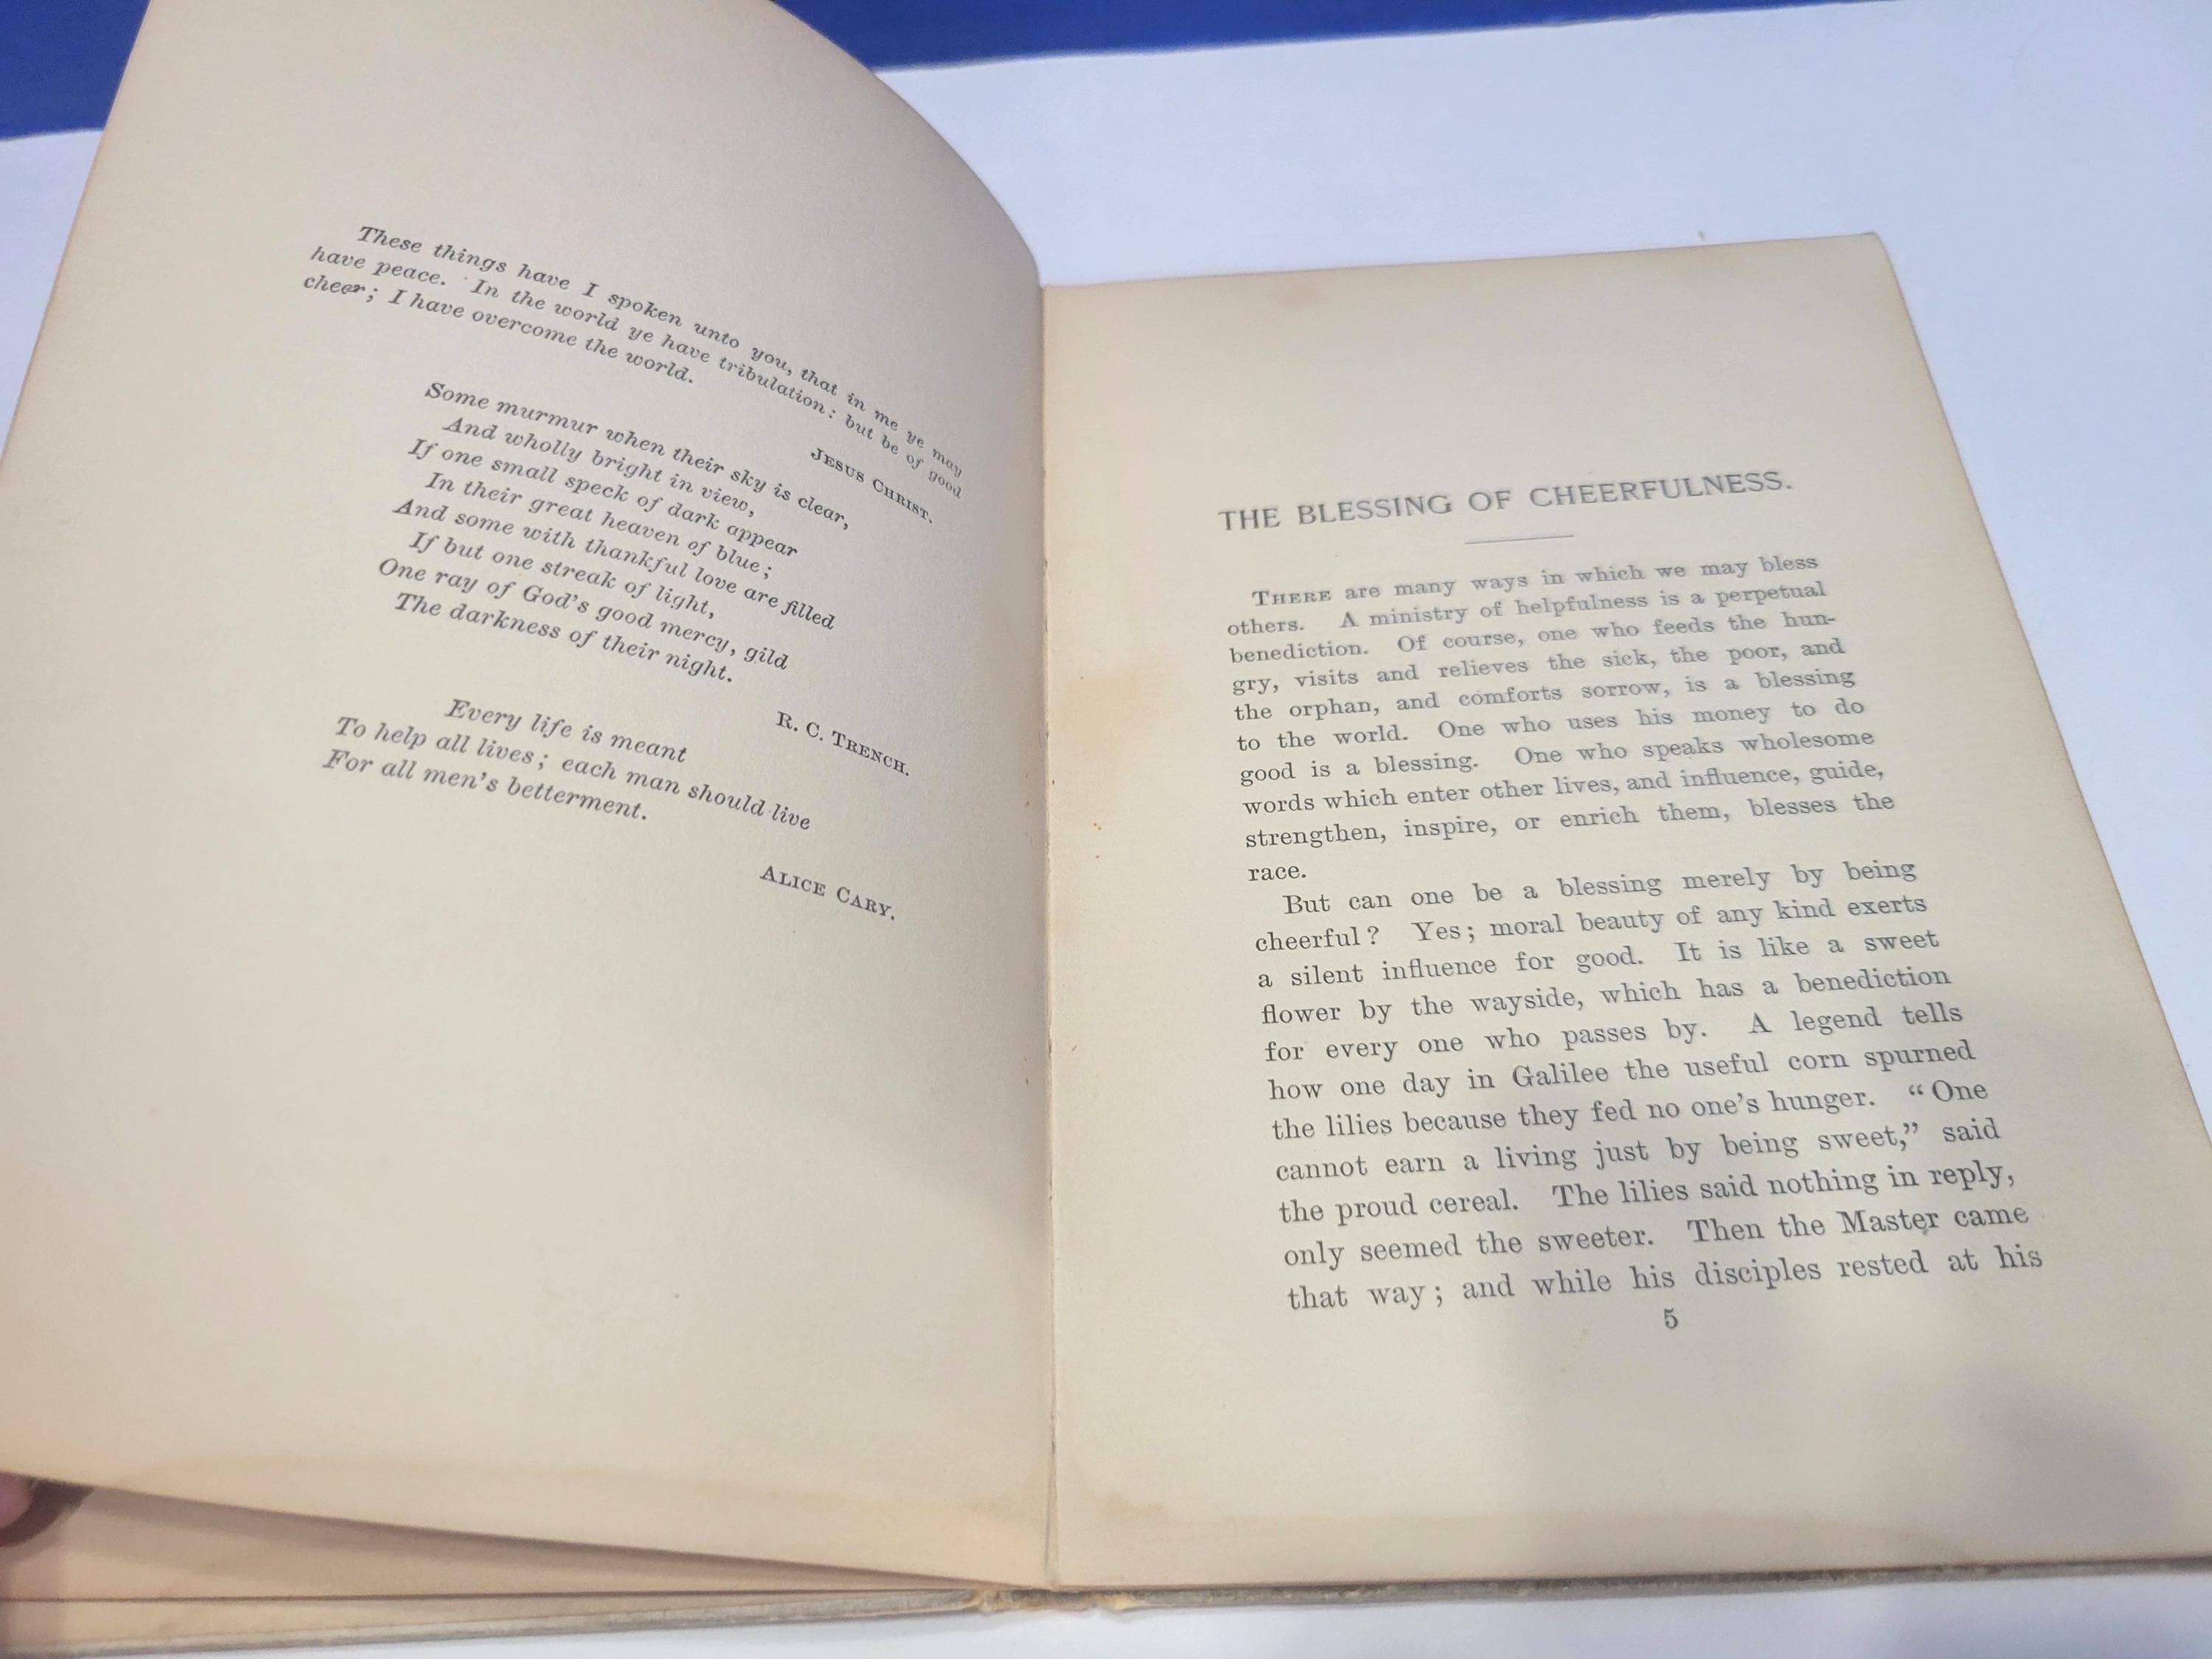 These things have I spoken unto you, that in me ye may
have peace. In the world ye have tribulation: but be of good
cheer; I have overcome the world.
JESUS CHRIST.
Some murmur when their sky is clear,
And wholly bright in view,
If one small speck of dark appear
In their great heaven of blue;
And some with thankful love are filled
If but one streak of light,
One ray of God's good mercy, gild
The darkness of their night.
R. C. TRENCH.
Every life is meant
To help all lives; each man should live
For all men's betterment.
ALICE CARY.
THE BLESSING OF CHEERFULNESS.
THERE are many ways in which we may bless
others. A ministry of helpfulness is a perpetual
benediction. Of course, one who feeds the hun-
gry, visits and relieves the sick, the poor, and
the orphan, and comforts sorrow, is a blessing
to the world. One who uses his money to do
good is a blessing. One who speaks wholesome
words which enter other lives, and influence, guide,
strengthen, inspire, or enrich them, blesses the
race.
But can one be a blessing merely by being
cheerful? Yes; moral beauty of any kind exerts
a silent influence for good. It is like a sweet
flower by the wayside, which has a benediction
for every one who passes by. A legend tells
how one day in Galilee the useful corn spurned
the lilies because they fed no one's hunger. "One
cannot earn a living just by being sweet," said
the proud cereal. The lilies said nothing in reply,
only seemed the sweeter. Then the Master came
that way; and while his disciples rested at his
5